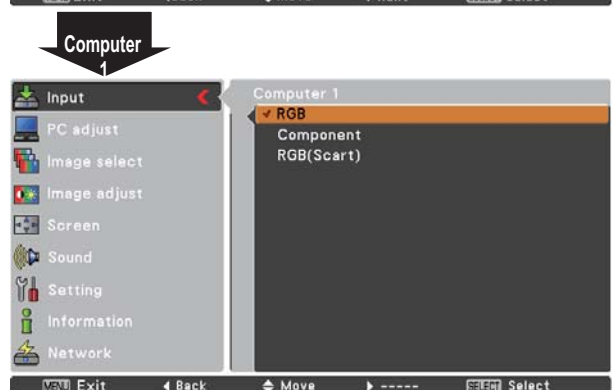 Computer
1
Input
Computer 1
RGB
PC adjust
Component
Image select
RGB(Scart)
Image adjust
Screen
Sound
Setting
Information
Network
MENU Exit Back Move ----- SELECT Select